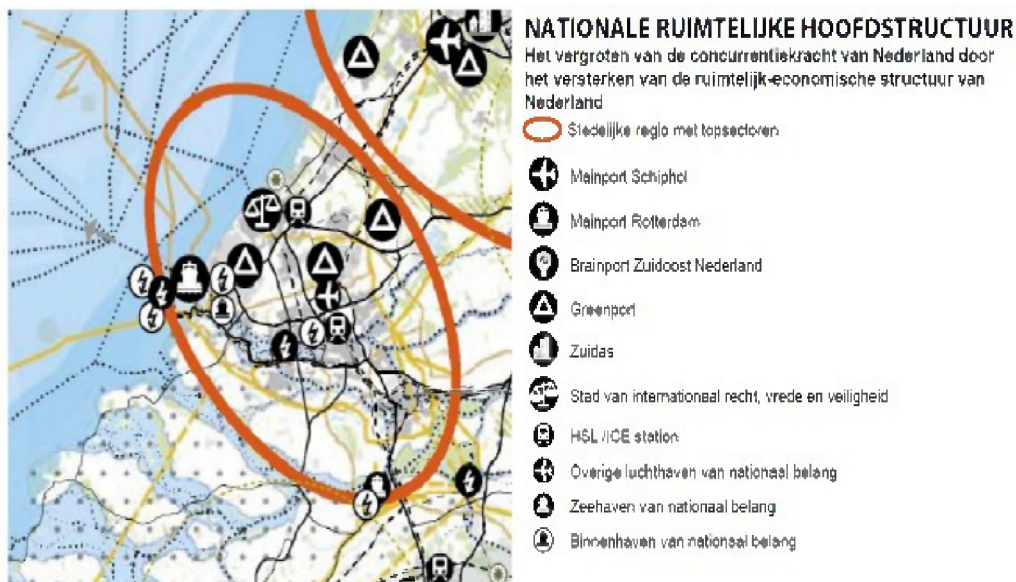 NATIONALE RUIMTELIJKE HOOFDSTRUCTUUR
Het vergroten van de concurrentiekracht van Nederland door
het versterken van de ruimtelijk-economische structuur van
Nederland
Stedelijke regio met topsectoren
Mainport Schiphol
Mainport Rotterdam
Brainport Zuidoost Nederland
Greenport
Zuidas
Stad van internationaal recht, vrede en veiligheid
HSL /ICE station
Overige luchthaven van nationaal belang
Zeehaven van nationaal belang
Binnenhaven van nationaal belang